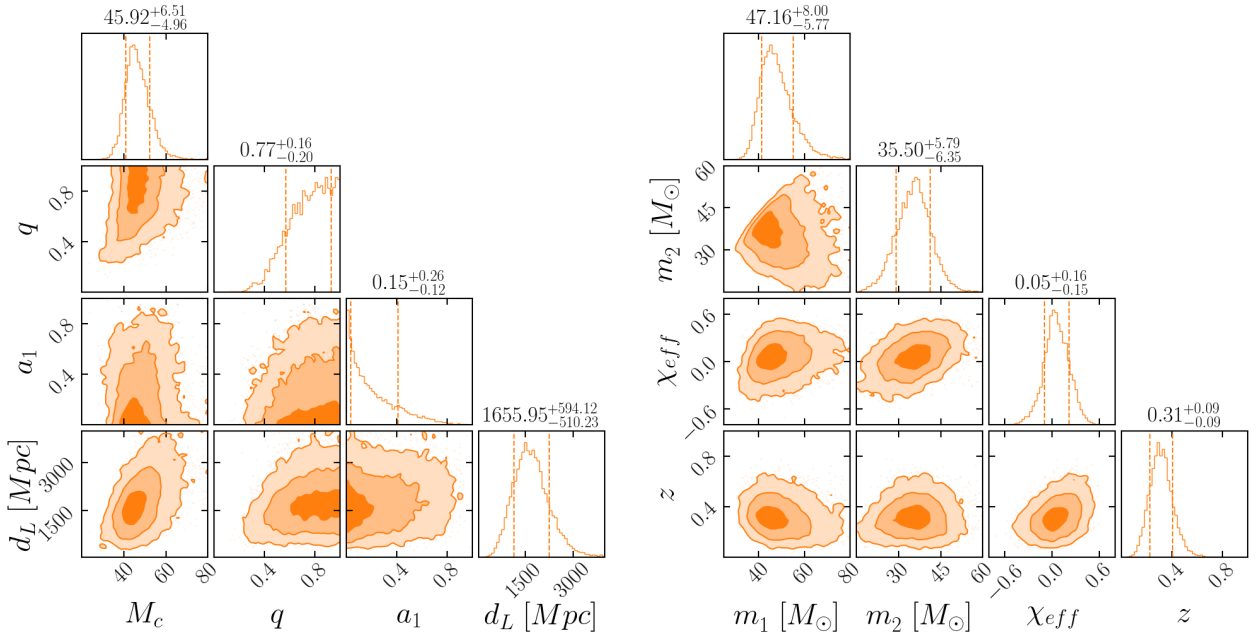 45.92^{+6.51}_{-4.96}
47.16^{+8.00}_{-5.77}
0.77^{+0.16}_{-0.20}
35.50^{+5.79}_{-6.35}
q
0.8
0.4
m_2 [M_⊙]
60
45
30
0.15^{+0.26}_{-0.12}
0.05^{+0.16}_{-0.15}
a_1
0.8
0.4
χ_{eff}
0.6
0.0
−0.6
1655.95^{+594.12}_{-510.23}
0.31^{+0.09}_{-0.09}
d_L [Mpc]
3000
1500
z
0.8
0.4
40 60 80 0.4 0.8 0.4 0.8 1500 3000
40 60 80 30 45 60 −0.6 0.0 0.6 0.4 0.8
M_c q a_1 d_L [Mpc]
m_1 [M_⊙] m_2 [M_⊙] χ_{eff} z